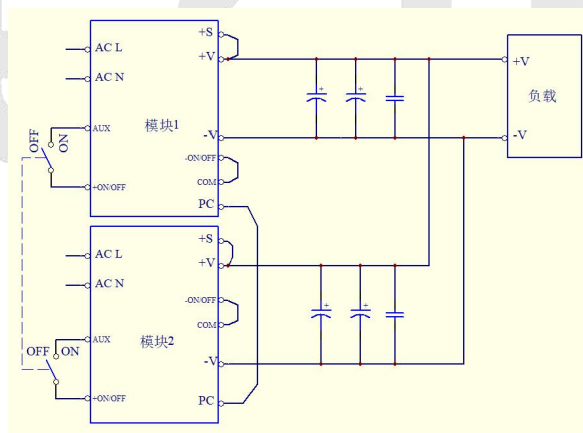 +S
AC L
+V
+V
AC N
负载
OFF
ON
AUX
模块1
-V
-V
-ON/OFF
COM
+ON/OFF
PC
+S
AC L
+V
AC N
-ON/OFF
COM
AUX
模块2
OFF
ON
-V
+ON/OFF
PC
+
+
+
+